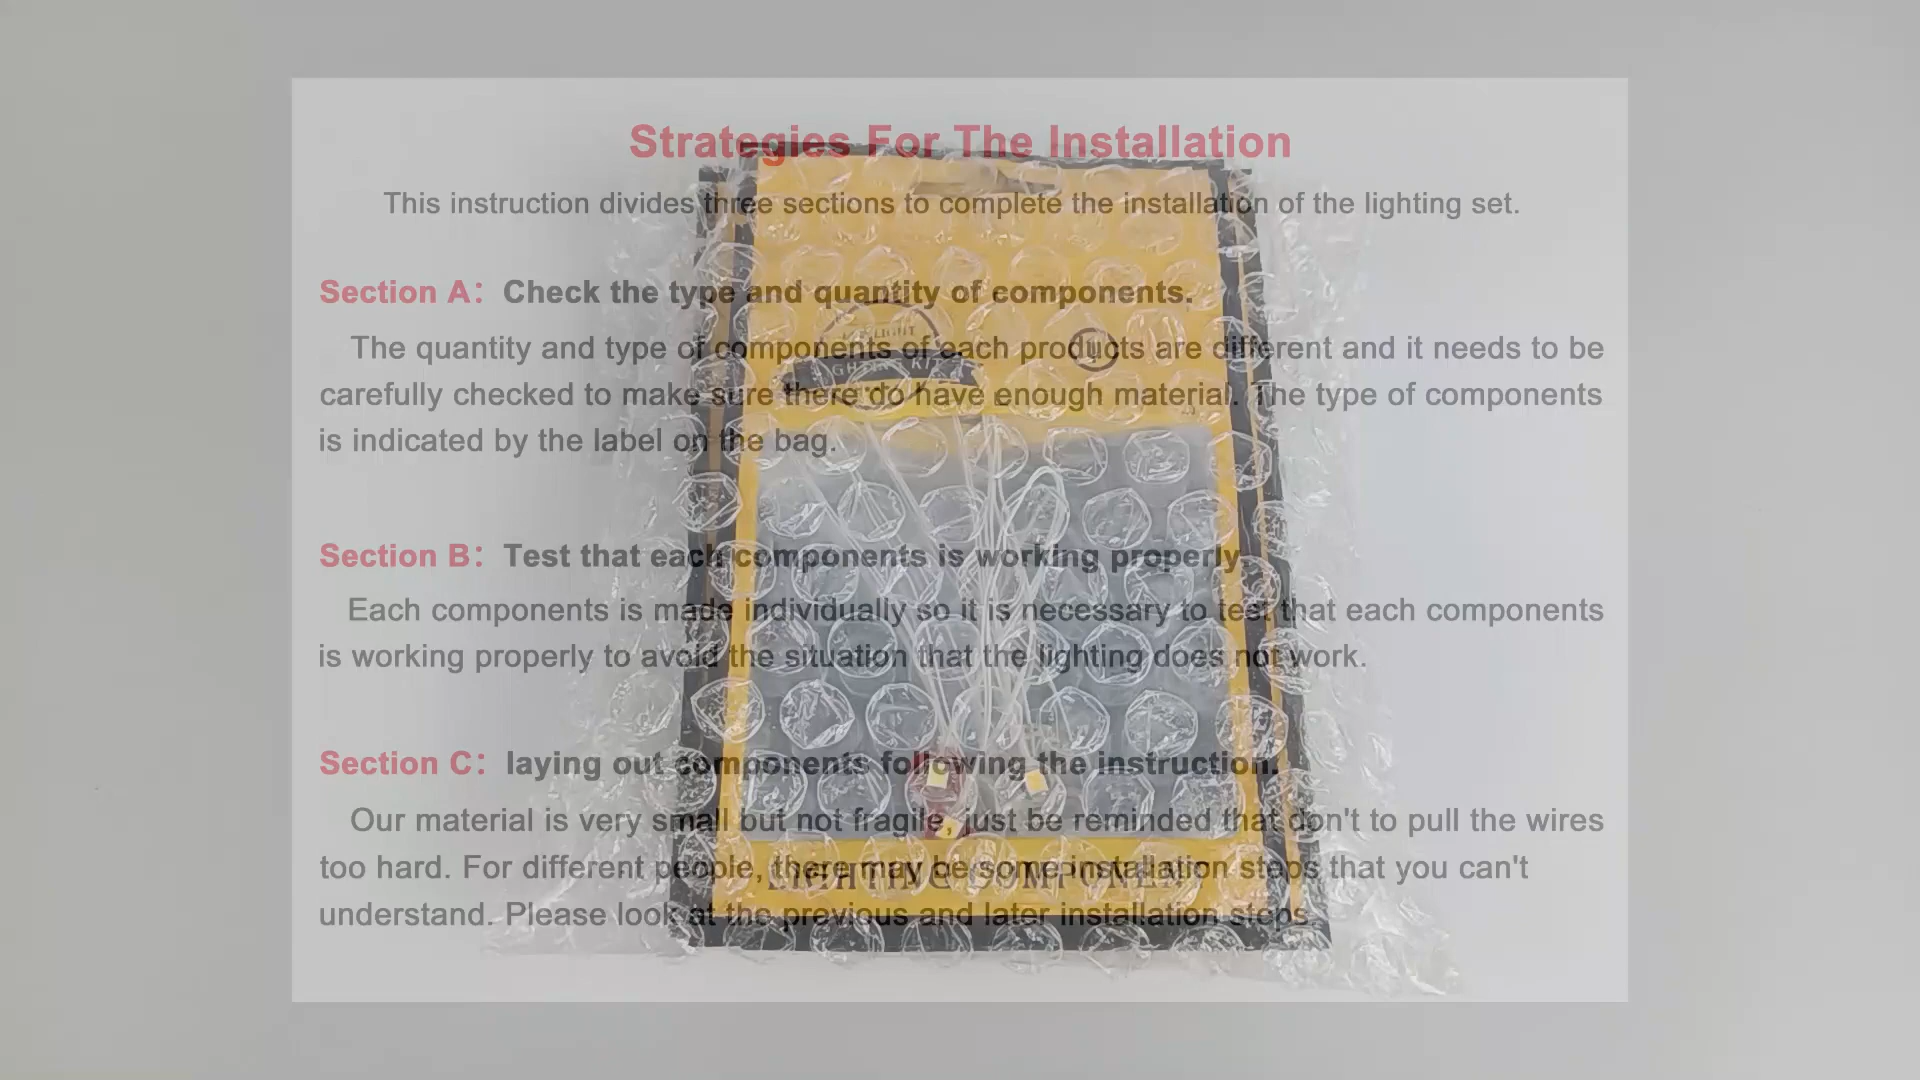 Strategies For The Installation
This instruction divides three sections to complete the installation of the lighting set.
Section A: Check the type and quantity of components.
The quantity and type of components of each products are different and it needs to be
carefully checked to make sure there do have enough material. The type of components
is indicated by the label on the bag.
Section B: Test that each components is working properly.
Each components is made individually so it is necessary to test that each components
is working properly to avoid the situation that the lighting does not work.
Section C: laying out components following the instruction.
Our material is very small but not fragile, just be reminded that don't to pull the wires
too hard. For different people, there may be some installation steps that you can't
understand. Please look at the previous and later installation steps.
LIGHTING COMPONENT